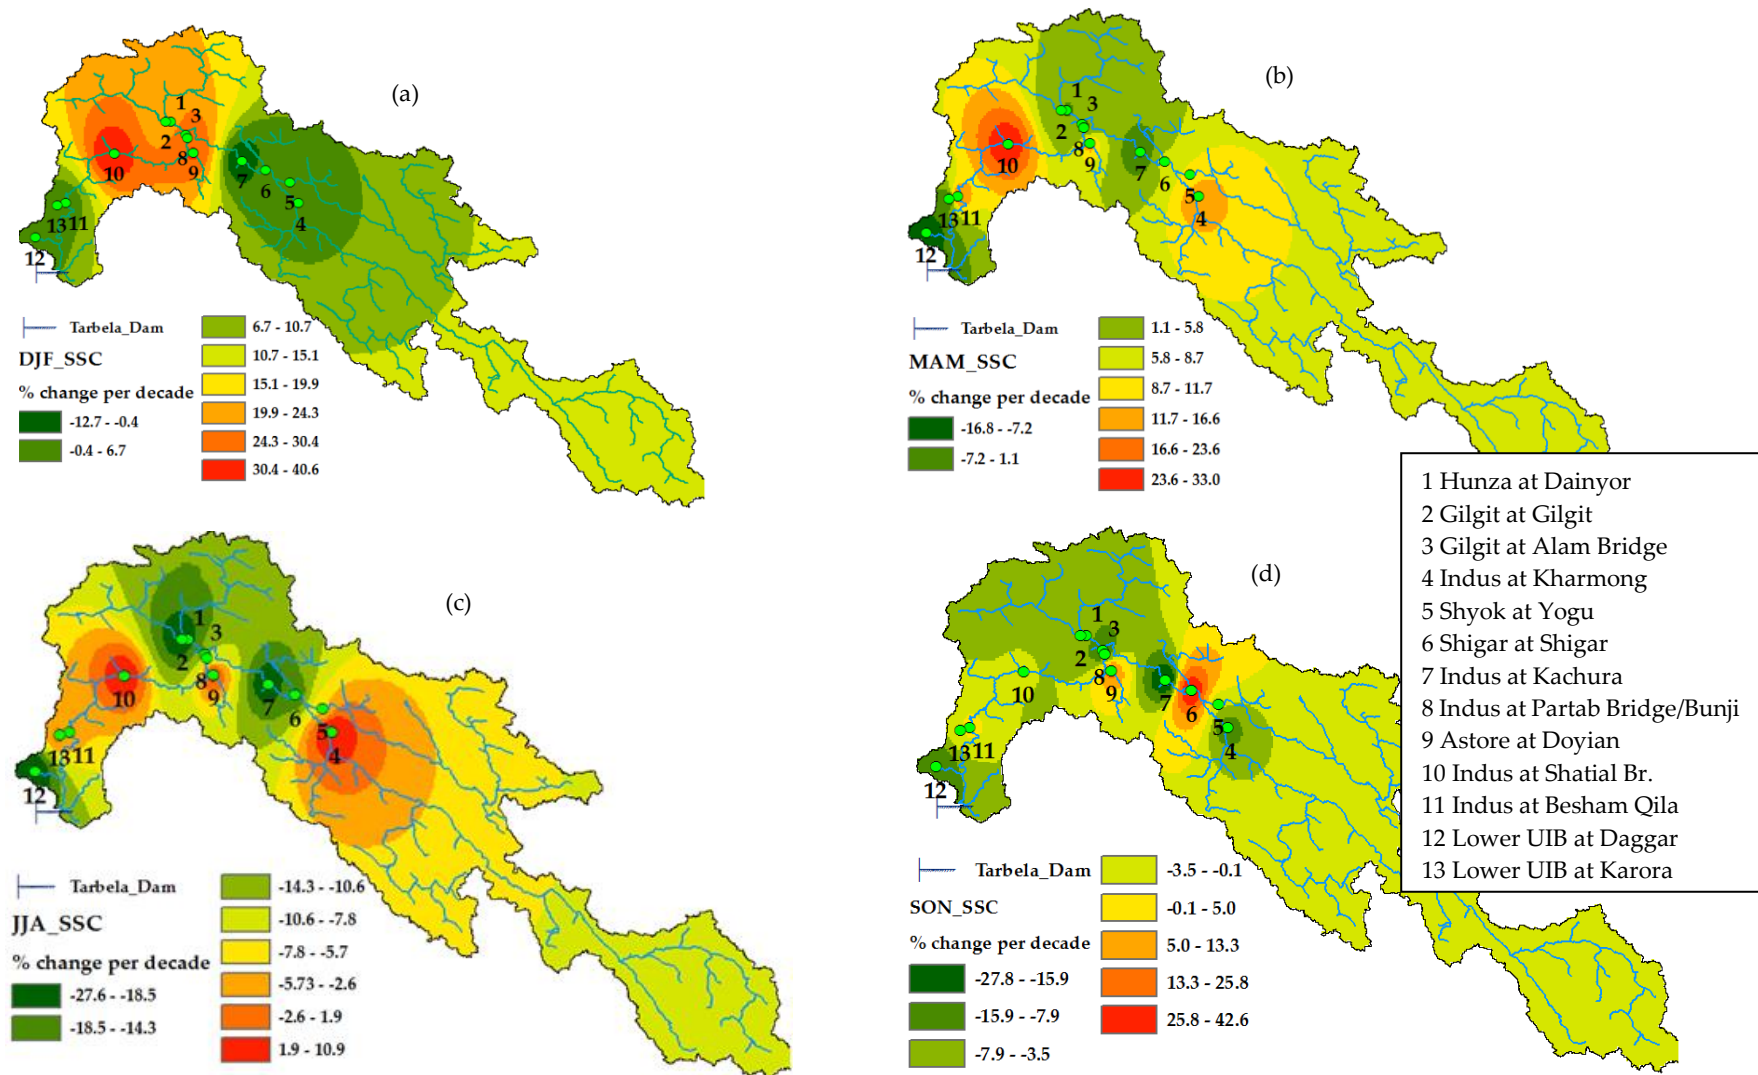 (a)
1
3
2
8
10
9
7
6
5
4
13
11
12
Tarbela_Dam
DJF_SSC
% change per decade
-12.7 - -0.4
-0.4 - 6.7
6.7 - 10.7
10.7 - 15.1
15.1 - 19.9
19.9 - 24.3
24.3 - 30.4
30.4 - 40.6
(b)
1
3
2
8
9
10
7
6
5
4
13
11
12
Tarbela_Dam
MAM_SSC
% change per decade
-16.8 - -7.2
-7.2 - 1.1
1.1 - 5.8
5.8 - 8.7
8.7 - 11.7
11.7 - 16.6
16.6 - 23.6
23.6 - 33.0
1 Hunza at Dainyor
2 Gilgit at Gilgit
3 Gilgit at Alam Bridge
4 Indus at Kharmong
5 Shyok at Yogu
6 Shigar at Shigar
7 Indus at Kachura
8 Indus at Partab Bridge/Bunji
9 Astore at Doyian
10 Indus at Shatial Br.
11 Indus at Besham Qila
12 Lower UIB at Daggar
13 Lower UIB at Karora
(c)
1
3
2
8
9
10
7
6
5
4
13
11
12
Tarbela_Dam
JJA_SSC
% change per decade
-27.6 - -18.5
-18.5 - -14.3
-14.3 - -10.6
-10.6 - -7.8
-7.8 - -5.7
-5.73 - -2.6
-2.6 - 1.9
1.9 - 10.9
(d)
1
3
2
8
9
10
7
6
5
4
13
11
12
Tarbela_Dam
SON_SSC
% change per decade
-27.8 - -15.9
-15.9 - -7.9
-7.9 - -3.5
-3.5 - -0.1
-0.1 - 5.0
5.0 - 13.3
13.3 - 25.8
25.8 - 42.6